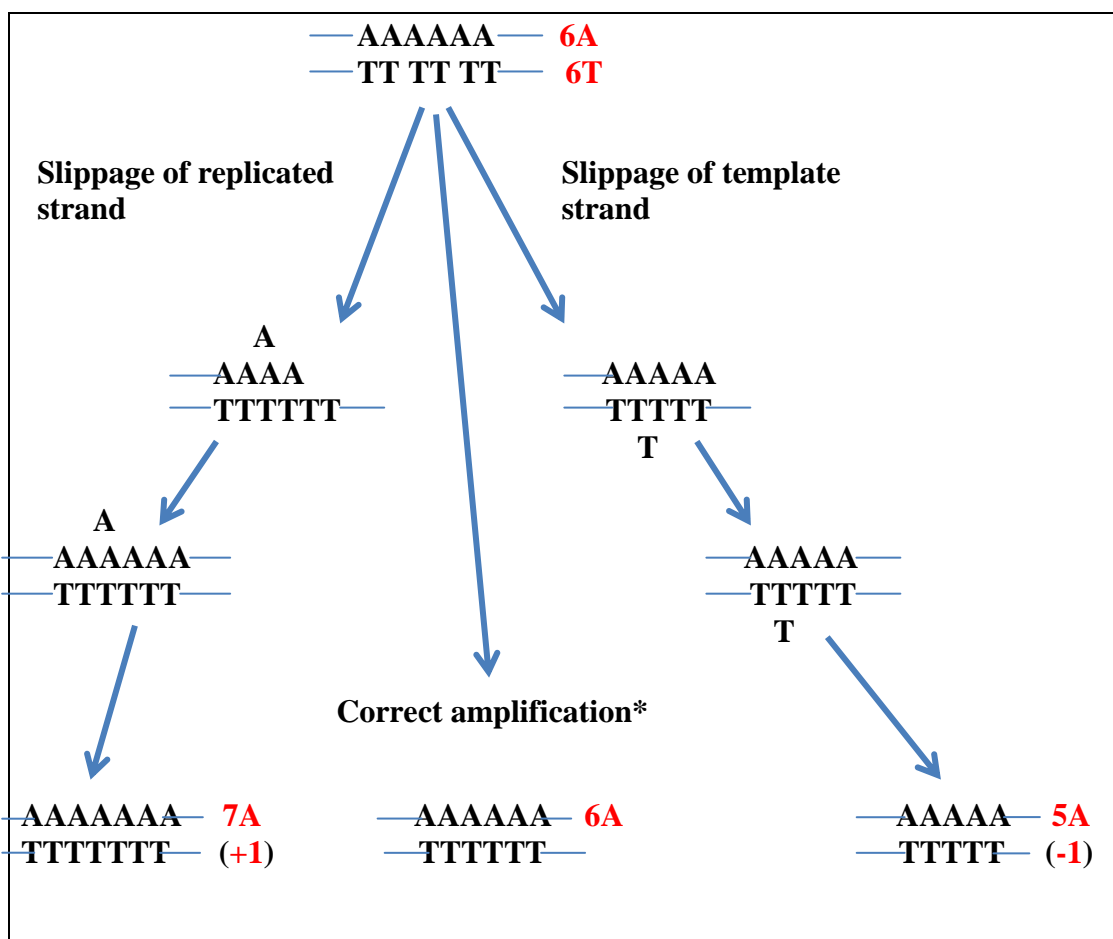 AAAAAA 6A
TT TT TT 6T
Slippage of replicated
strand
Slippage of template
strand
A
AAAA
TTTTTT
AAAAA
TTTTT
T
A
AAAAAA
TTTTTT
AAAAA
TTTTT
T
Correct amplification*
AAAAAAA 7A
TTTTTTT (+1)
AAAAAA 6A
TTTTTT
AAAAA 5A
TTTTT (-1)